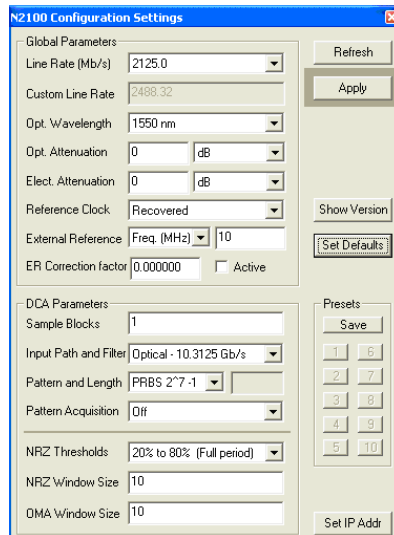 N2100 Configuration Settings
Global Parameters
Line Rate (Mb/s) 2125.0
Custom Line Rate 2488.32
Opt. Wavelength 1550 nm
Opt. Attenuation 0 dB
Elect. Attenuation 0 dB
Reference Clock Recovered
External Reference Freq. (MHz) 10
ER Correction factor 0.000000 Active
Refresh
Apply
Show Version
Set Defaults
DCA Parameters
Sample Blocks 1
Input Path and Filter Optical - 10.3125 Gb/s
Pattern and Length PRBS 2^7 -1
Pattern Acquisition Off
NRZ Thresholds 20% to 80% (Full period)
NRZ Window Size 10
OMA Window Size 10
Presets
Save
1 6
2 7
3 8
4 9
5 10
Set IP Addr